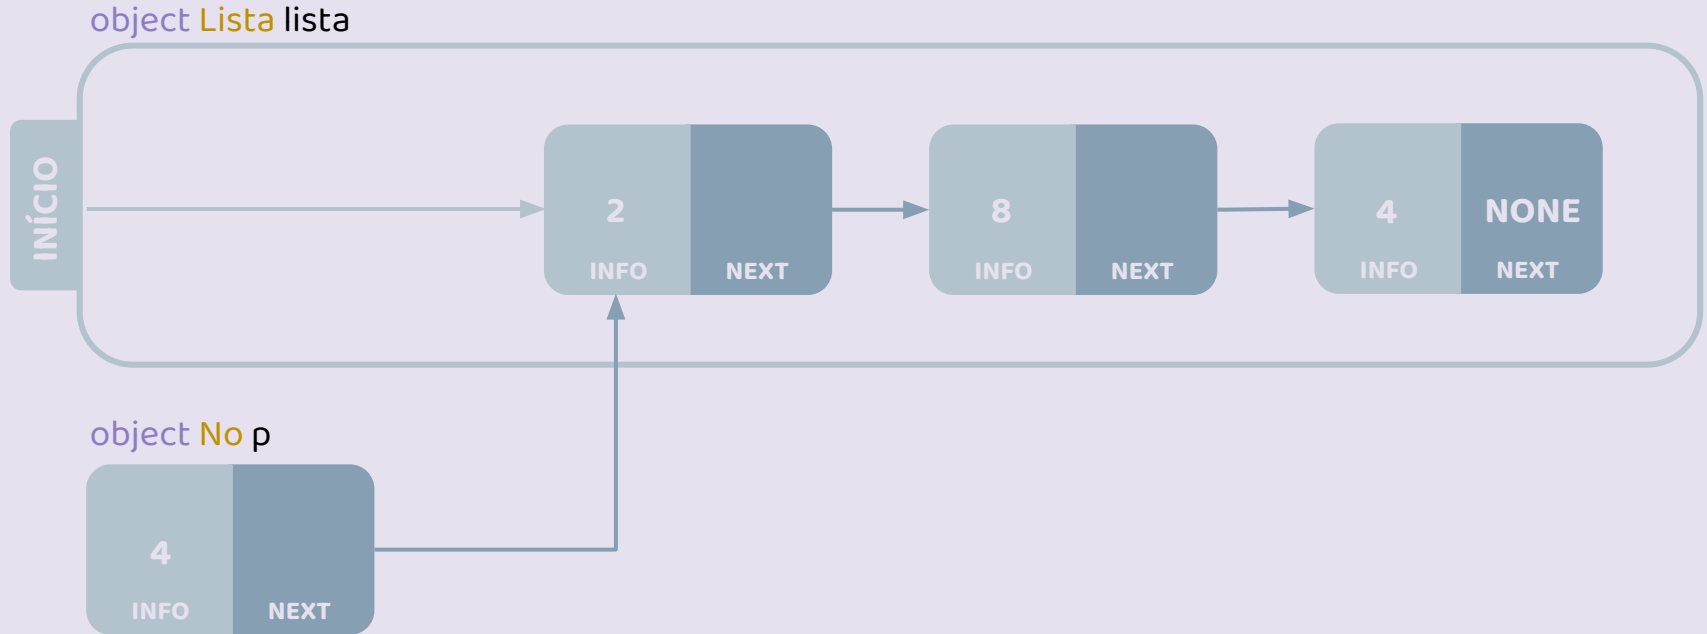 object Lista lista
INÍCIO
2
8
4
NONE
INFO
NEXT
INFO
NEXT
INFO
NEXT
object No p
4
INFO
NEXT